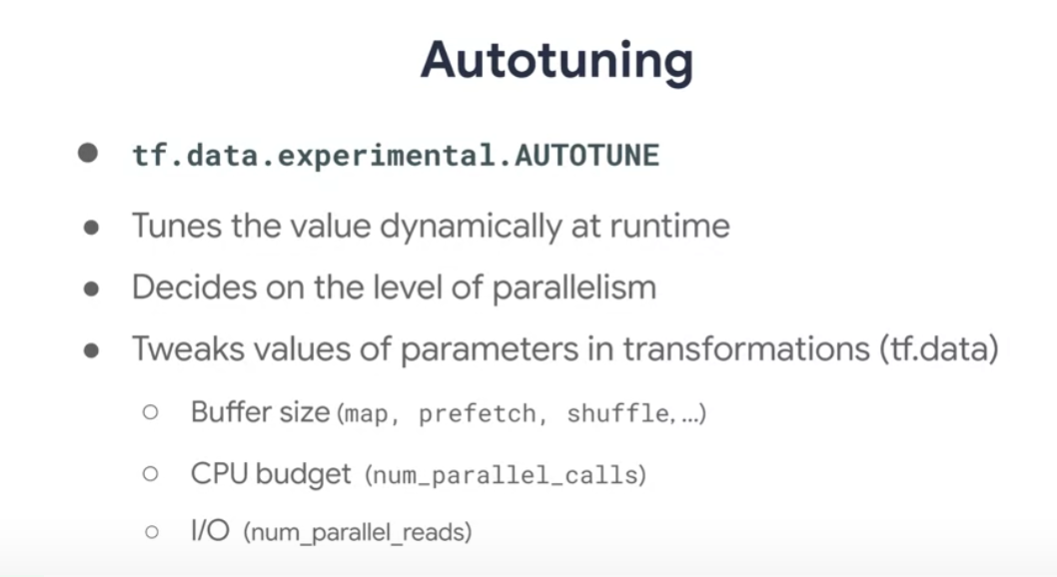 Autotuning
● tf.data.experimental.AUTOTUNE
● Tunes the value dynamically at runtime
● Decides on the level of parallelism
● Tweaks values of parameters in transformations (tf.data)
○ Buffer size (map, prefetch, shuffle, ...)
○ CPU budget (num_parallel_calls)
○ I/O (num_parallel_reads)